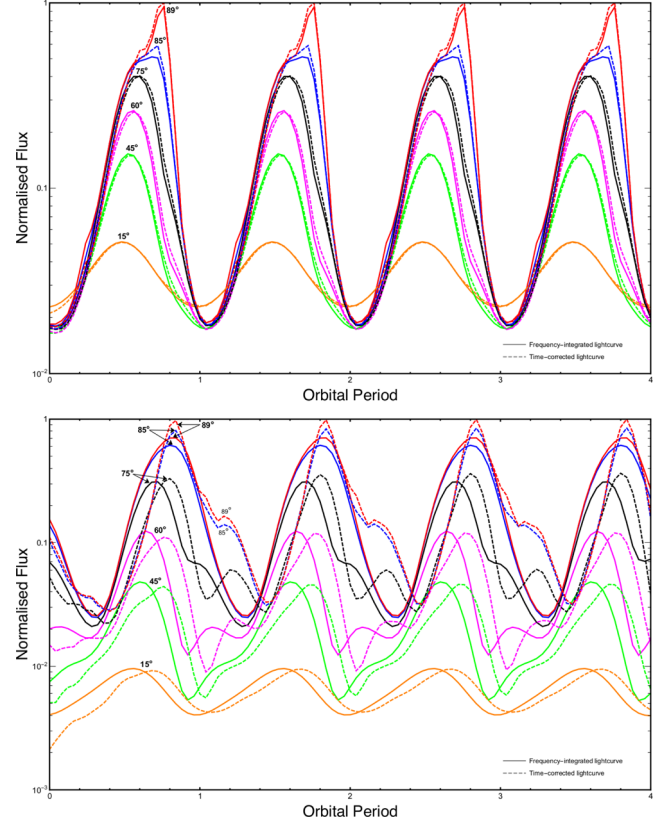 1
89°
85°
75°
60°
45°
0.1
15°
Normalised Flux
Frequency−integrated lightcurve
Time−corrected lightcurve
10−2
0 1 2 3 4
Orbital Period
1
89°
85°
75°
89°
85°
60°
0.1
45°
10−2
15°
Normalised Flux
Frequency−integrated lightcurve
Time−corrected lightcurve
10−3
0 1 2 3 4
Orbital Period